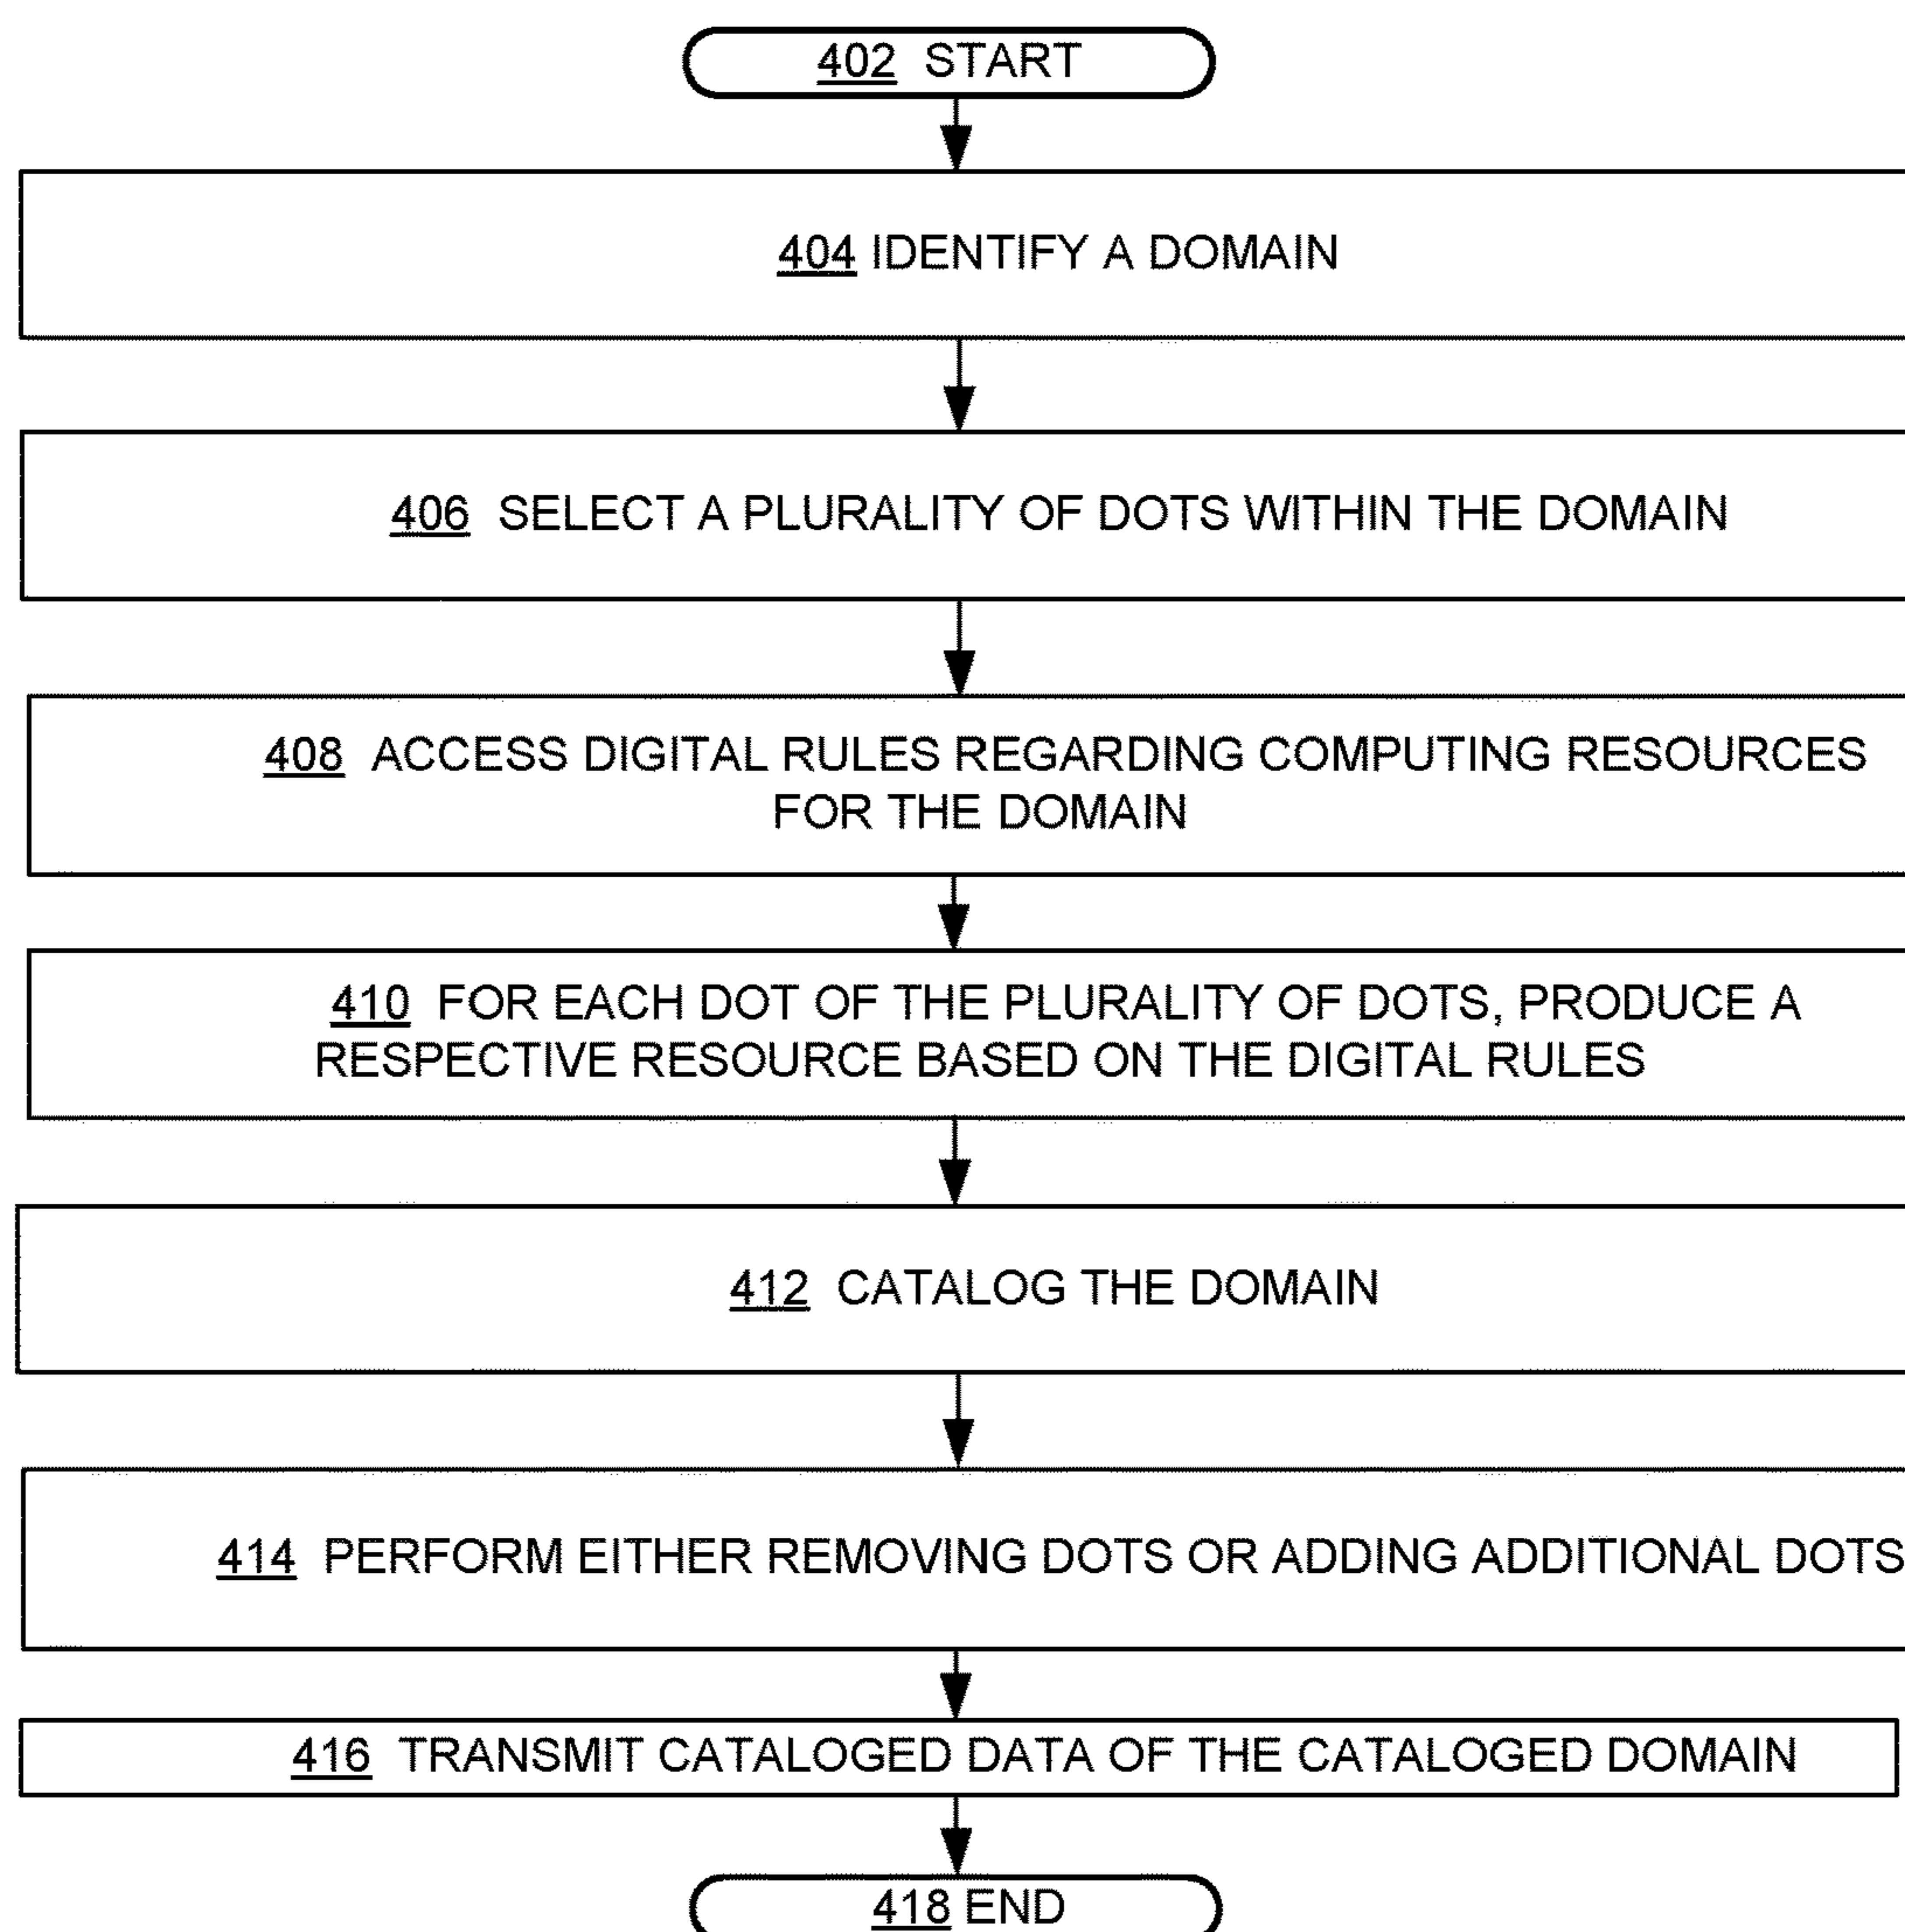 402 START
404 IDENTIFY A DOMAIN
406 SELECT A PLURALITY OF DOTS WITHIN THE DOMAIN
408 ACCESS DIGITAL RULES REGARDING COMPUTING RESOURCES
FOR THE DOMAIN
410 FOR EACH DOT OF THE PLURALITY OF DOTS, PRODUCE A
RESPECTIVE RESOURCE BASED ON THE DIGITAL RULES
412 CATALOG THE DOMAIN
414 PERFORM EITHER REMOVING DOTS OR ADDING ADDITIONAL DOTS
416 TRANSMIT CATALOGED DATA OF THE CATALOGED DOMAIN
418 END